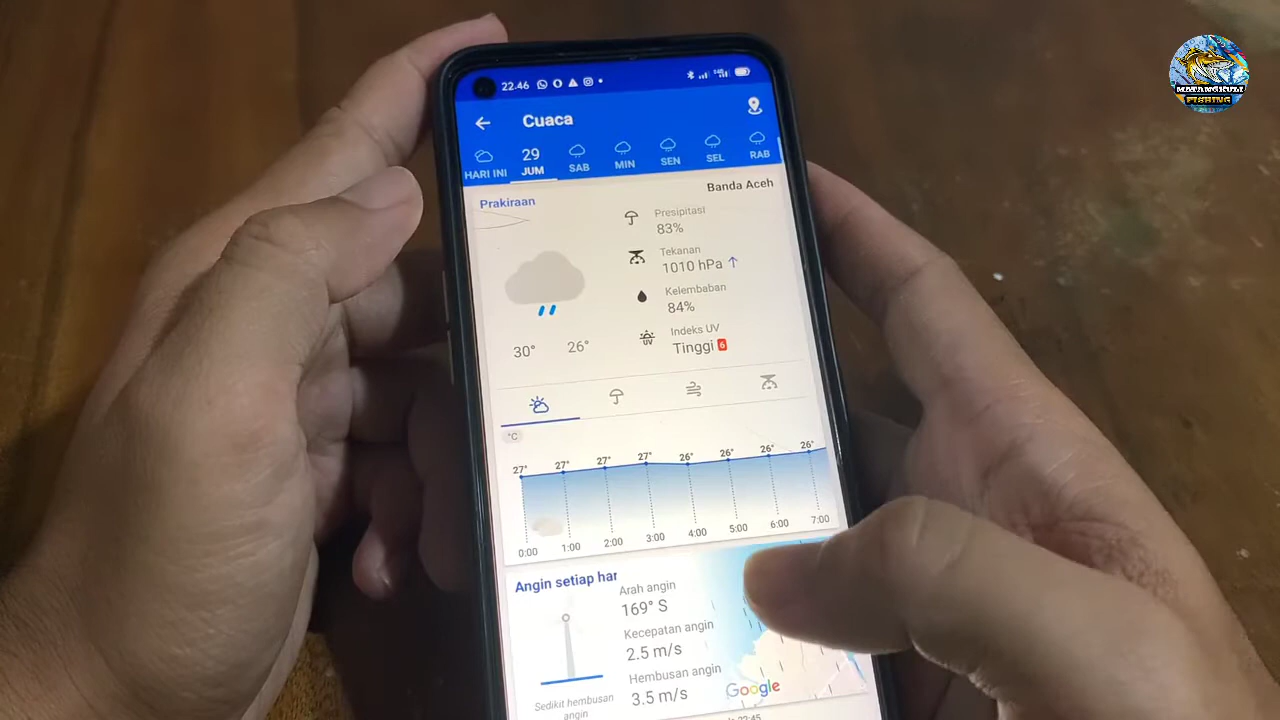 MATANGKULI
FISHING
22.46
Cuaca
HARI INI
29
JUM
SAB
MIN
SEN
SEL
RAB
Prakiraan
Banda Aceh
Presipitasi
83%
Tekanan
1010 hPa ↑
Kelembaban
84%
UV
Indeks UV
Tinggi 6
30° 26°
°C
27° 27° 27° 27° 26° 26° 26° 26°
0:00 1:00 2:00 3:00 4:00 5:00 6:00 7:00
Angin setiap har
Arah angin
169° S
Kecepatan angin
2.5 m/s
Hembusan angin
3.5 m/s
Sedikit hembusan
angin
Google